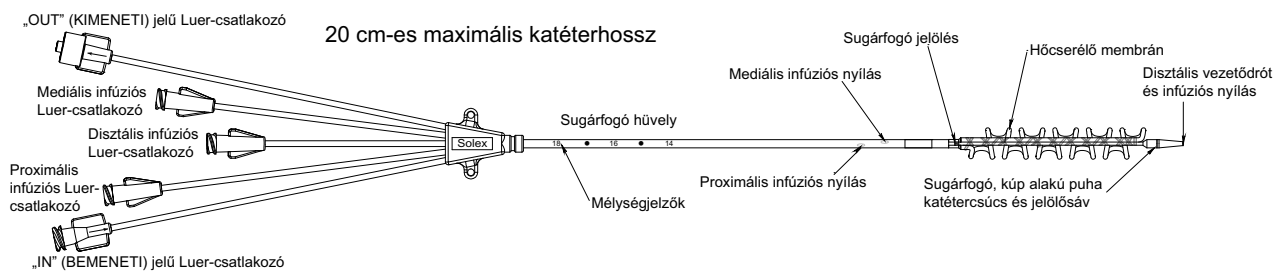 „OUT” (KIMENETI) jelű Luer-csatlakozó
20 cm-es maximális katéterhossz
Sugárfogó jelölés
Hőcserélő membrán
Mediális infúziós nyílás
Disztális vezetődrót
és infúziós nyílás
Mediális infúziós
Luer-csatlakozó
Sugárfogó hüvely
Disztális infúziós
Luer-csatlakozó
Solex
18 16 14
Proximális
infúziós Luer-
csatlakozó
Mélységjelzők
Proximális infúziós nyílás
Sugárfogó, kúp alakú puha
katétercsúcs és jelölősáv
„IN” (BEMENETI) jelű Luer-csatlakozó